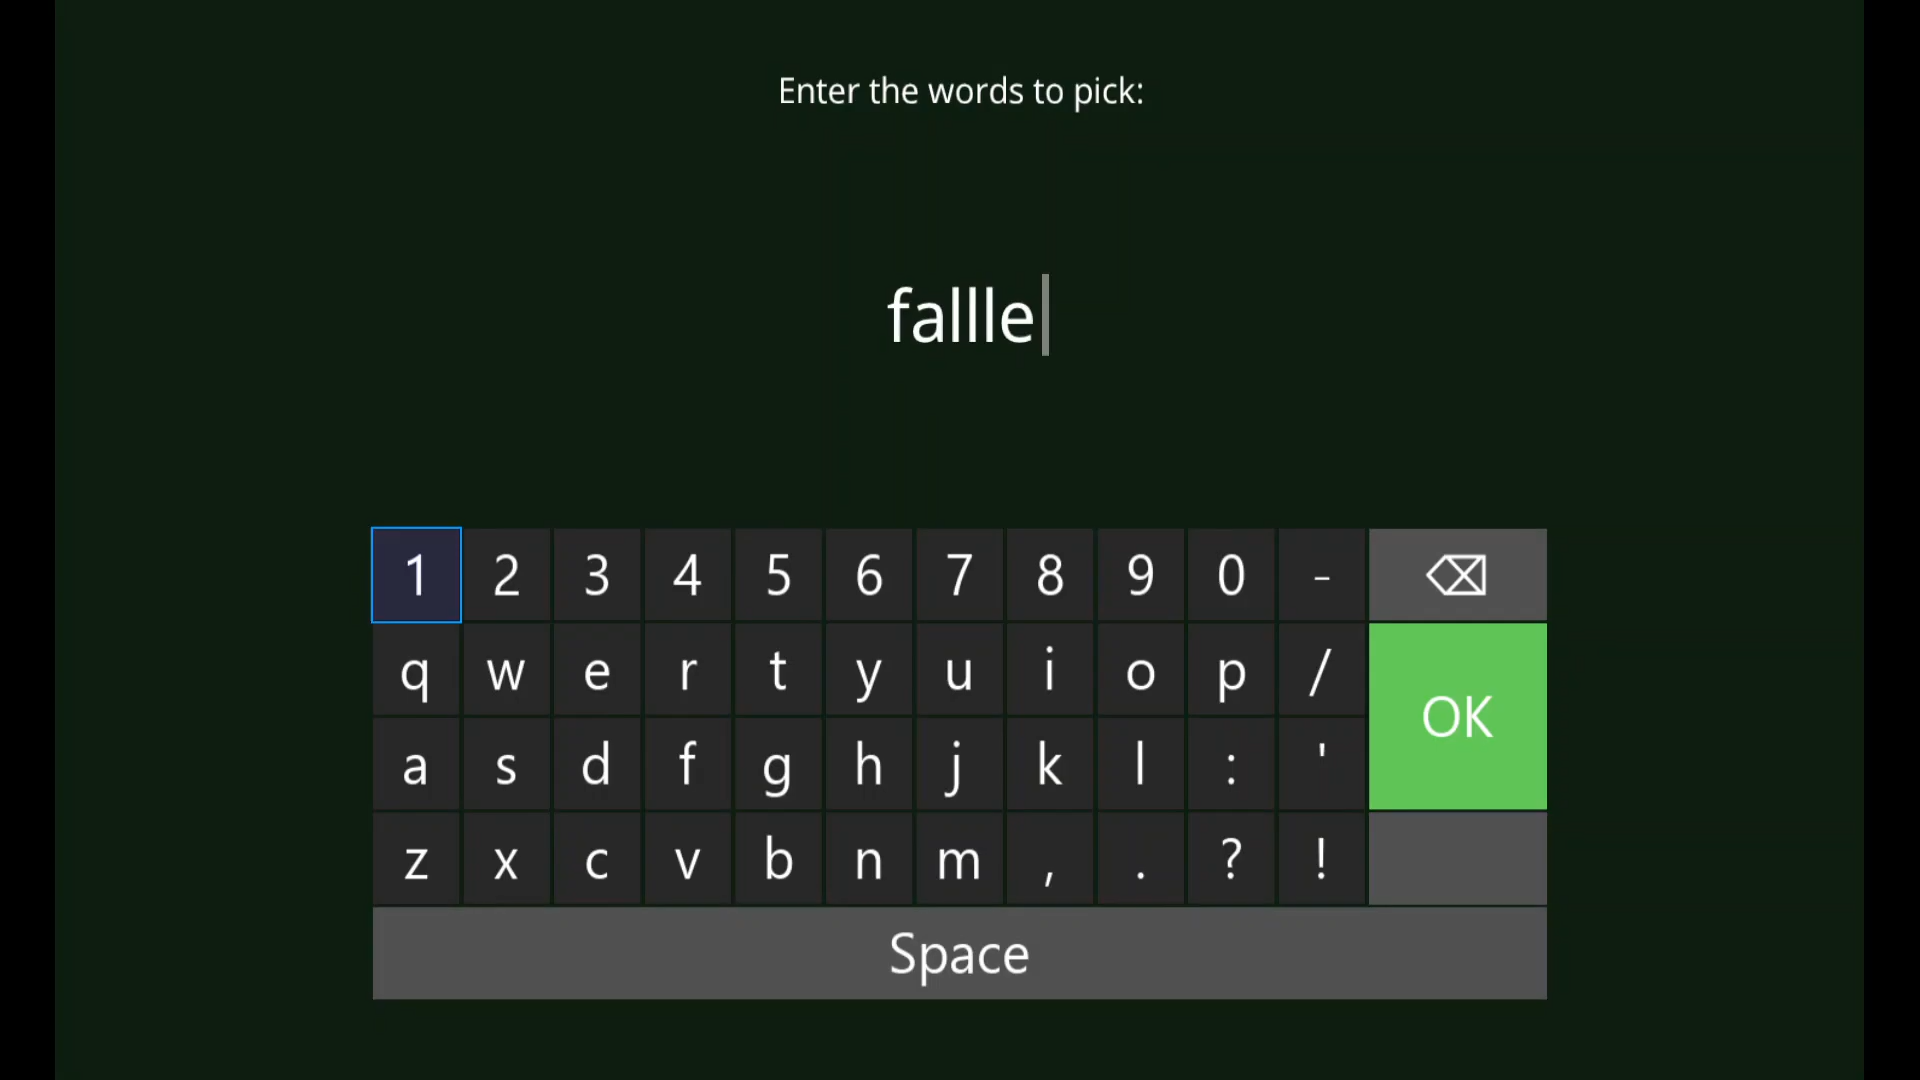 Enter the words to pick:
fallle
1 2 3 4 5 6 7 8 9 0 - ⌫
q w e r t y u i o p /
OK
a s d f g h j k l : '
z x c v b n m , . ? !
Space